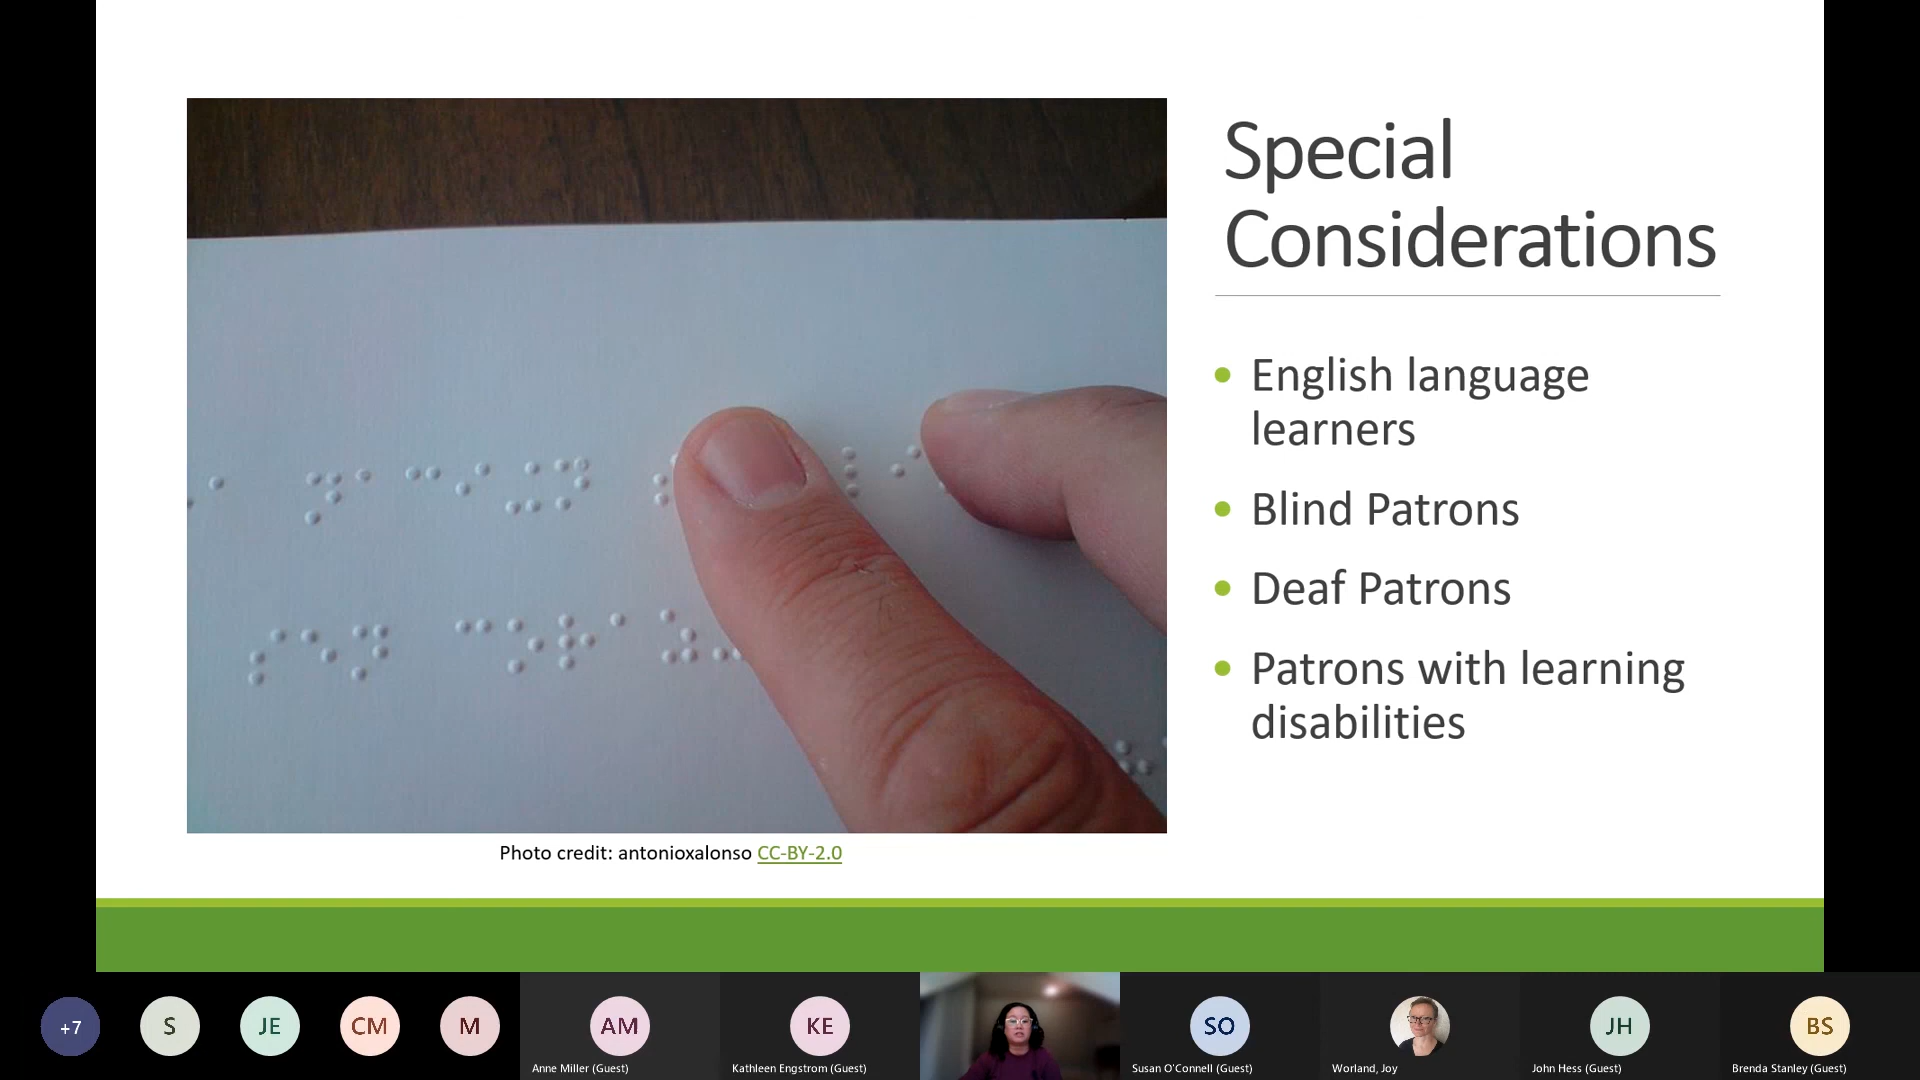 Special
Considerations
• English language
learners
• Blind Patrons
• Deaf Patrons
• Patrons with learning
disabilities
Photo credit: antonioxalonso CC-BY-2.0
+7
S
JE
CM
M
AM
Anne Miller (Guest)
KE
Kathleen Engstrom (Guest)
SO
Susan O'Connell (Guest)
Worland, Joy
JH
John Hess (Guest)
BS
Brenda Stanley (Guest)